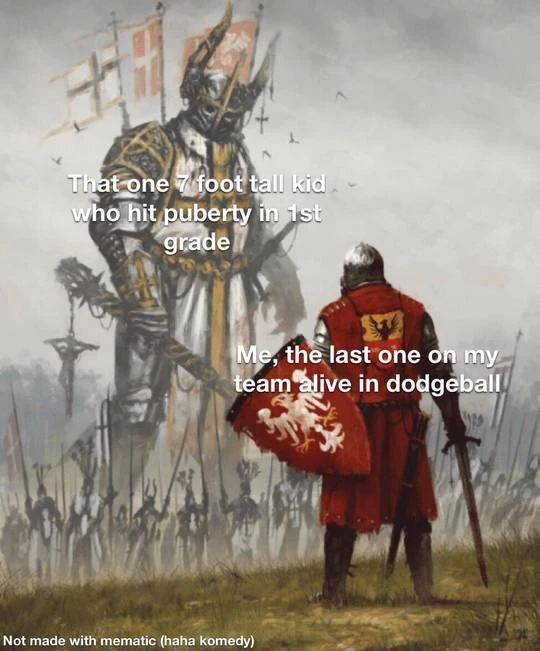 That one 7 foot tall kid
who hit puberty in 1st
grade
Me, the last one on my
team alive in dodgeball
Not made with mematic (haha komedy)